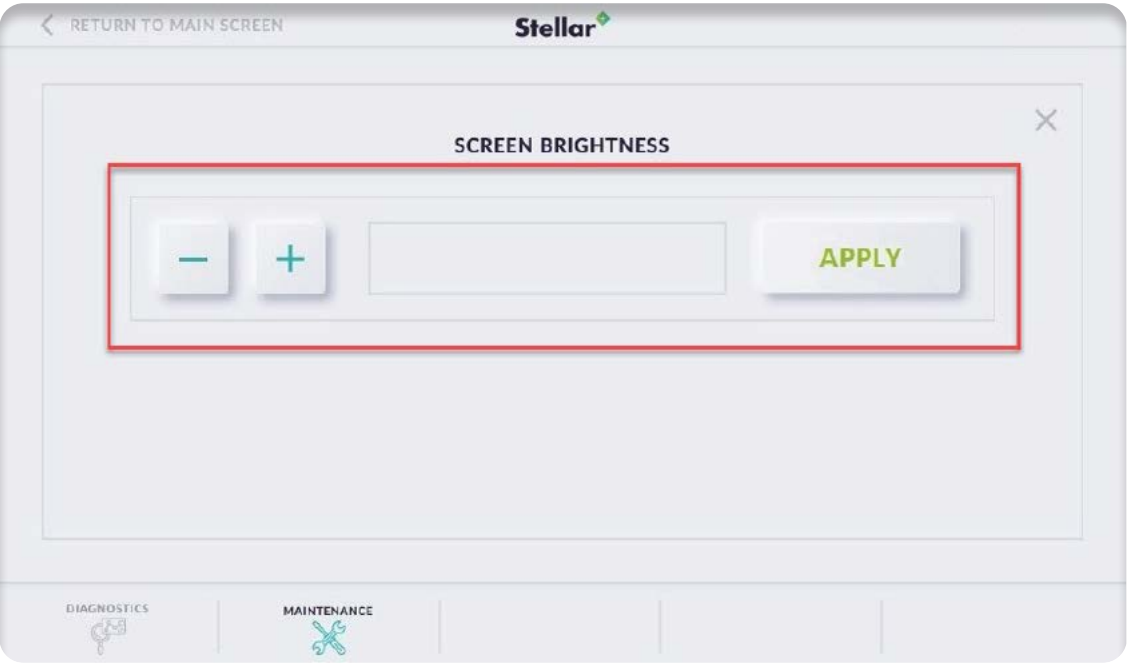 RETURN TO MAIN SCREEN
Stellar
SCREEN BRIGHTNESS
− +
APPLY
DIAGNOSTICS
MAINTENANCE